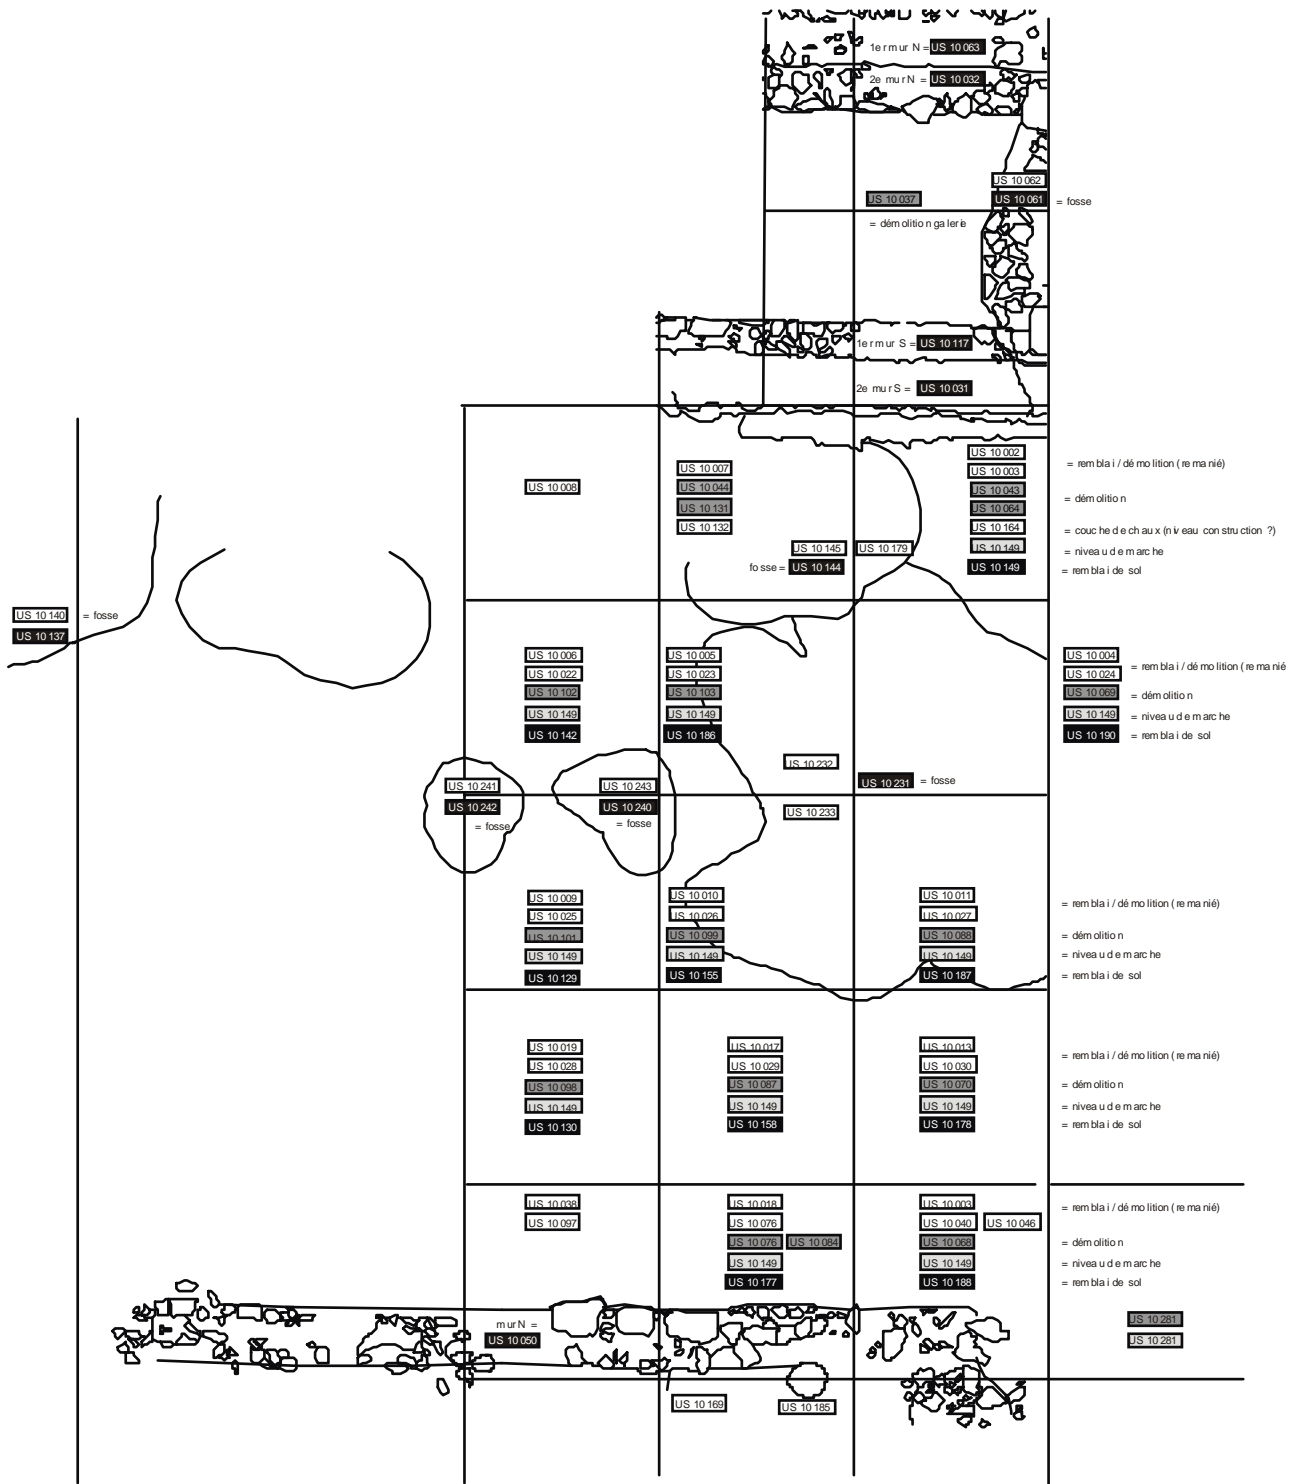 1er mur N = US 10 063
2e mur N = US 10 032
US 10 062
US 10 037 US 10 061 = fosse
= démolition galerie
1er mur S = US 10 117
2e mur S = US 10 031
US 10 002
US 10 007 US 10 003 = remblai / démolition ( remanié)
US 10 008 US 10 044 US 10 043
US 10 131 US 10 064 = démolition
US 10 132 US 10 164 = couche de chaux (niveau construction ?)
US 10 145 US 10 179 US 10 149 = niveau de marche
fosse = US 10 144 US 10 149 = remblai de sol
US 10 140 = fosse
US 10 137
US 10 006 US 10 005 US 10 004
US 10 022 US 10 023 US 10 024 = remblai / démolition ( remanié
US 10 102 US 10 103 US 10 069 = démolition
US 10 149 US 10 149 US 10 149 = niveau de marche
US 10 142 US 10 186 US 10 190 = remblai de sol
US 10 232
US 10 241 US 10 243 US 10 231 = fosse
US 10 242 US 10 240 US 10 233
= fosse = fosse
US 10 009 US 10 010 US 10 011
US 10 025 US 10 026 US 10 027 = remblai / démolition ( remanié)
US 10 101 US 10 099 US 10 088 = démolition
US 10 149 US 10 149 US 10 149 = niveau de marche
US 10 129 US 10 155 US 10 187 = remblai de sol
US 10 019 US 10 017 US 10 013
US 10 028 US 10 029 US 10 030 = remblai / démolition ( remanié)
US 10 098 US 10 087 US 10 070 = démolition
US 10 149 US 10 149 US 10 149 = niveau de marche
US 10 130 US 10 158 US 10 178 = remblai de sol
US 10 038 US 10 018 US 10 003 = remblai / démolition ( remanié)
US 10 097 US 10 076 US 10 040 US 10 046
US 10 076 US 10 084 US 10 068 = démolition
US 10 149 US 10 149 = niveau de marche
US 10 177 US 10 188 = remblai de sol
mur N = US 10 281
US 10 050 US 10 281
US 10 169 US 10 185